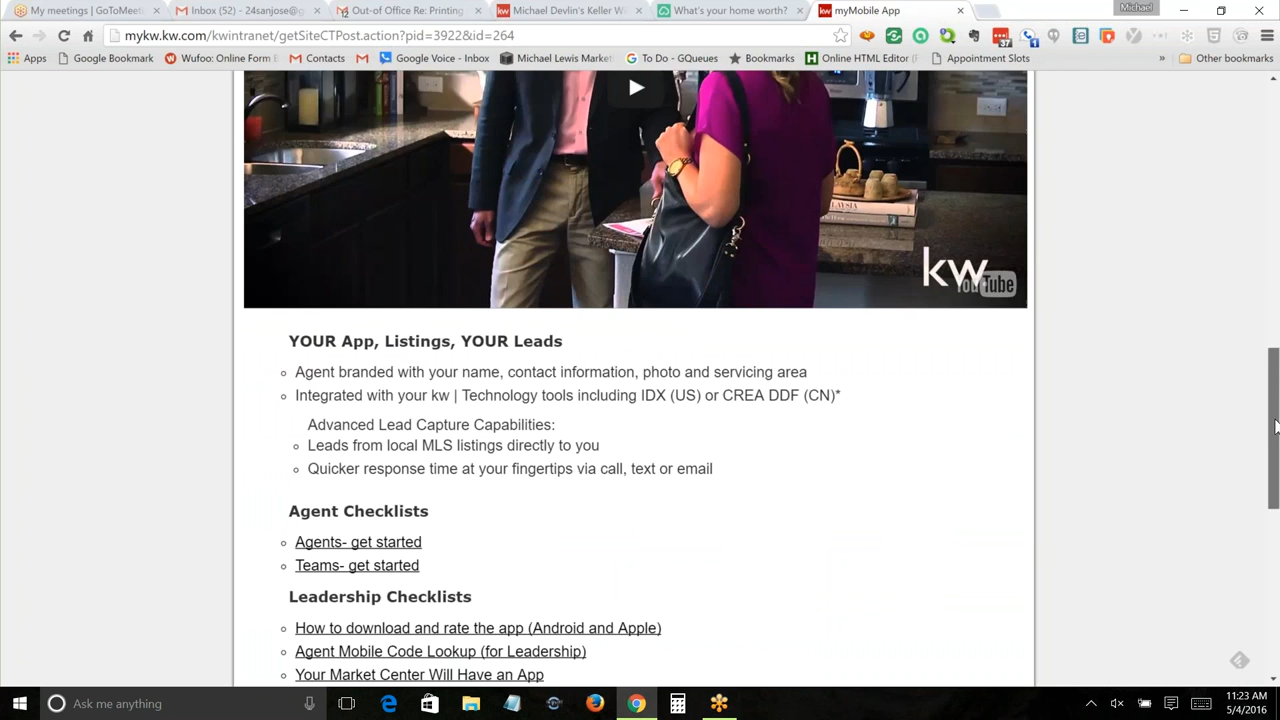 My meetings | GoToMeeti
Inbox (52) - 24sanjose@g
Out-of Office Re: Printing
Michael Devlin's Keller W
What's your home worth?
myMobile App
Michael
mykw.kw.com/kwintranet/getSiteCTPost.action?pid=3922&id=264
37
Apps
Google Bookmark
Wufoo: Online Form B
Contacts
Google Voice - Inbox
Michael Lewis Market
To Do - GQueues
Bookmarks
Online HTML Editor (F
Appointment Slots
»
Other bookmarks
kw
YouTube
YOUR App, Listings, YOUR Leads
Agent branded with your name, contact information, photo and servicing area
Integrated with your kw | Technology tools including IDX (US) or CREA DDF (CN)*
Advanced Lead Capture Capabilities:
Leads from local MLS listings directly to you
Quicker response time at your fingertips via call, text or email
Agent Checklists
Agents- get started
Teams- get started
Leadership Checklists
How to download and rate the app (Android and Apple)
Agent Mobile Code Lookup (for Leadership)
Your Market Center Will Have an App
Ask me anything
11:23 AM
5/4/2016